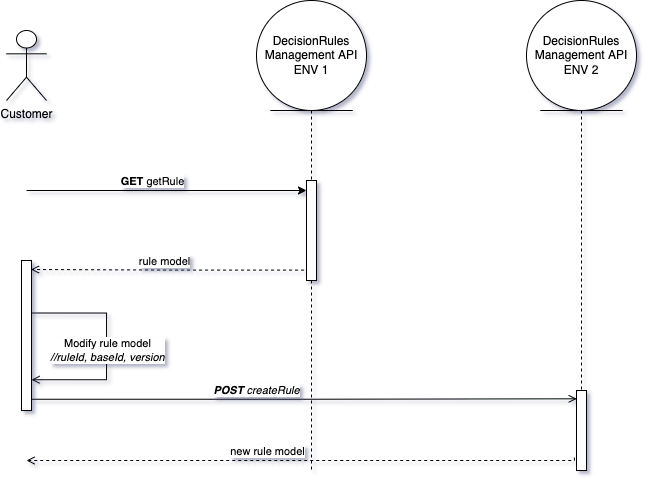 DecisionRules
Management API
ENV 1
DecisionRules
Management API
ENV 2
Customer
GET getRule
rule model
Modify rule model
//ruleId, baseId, version
POST createRule
new rule model